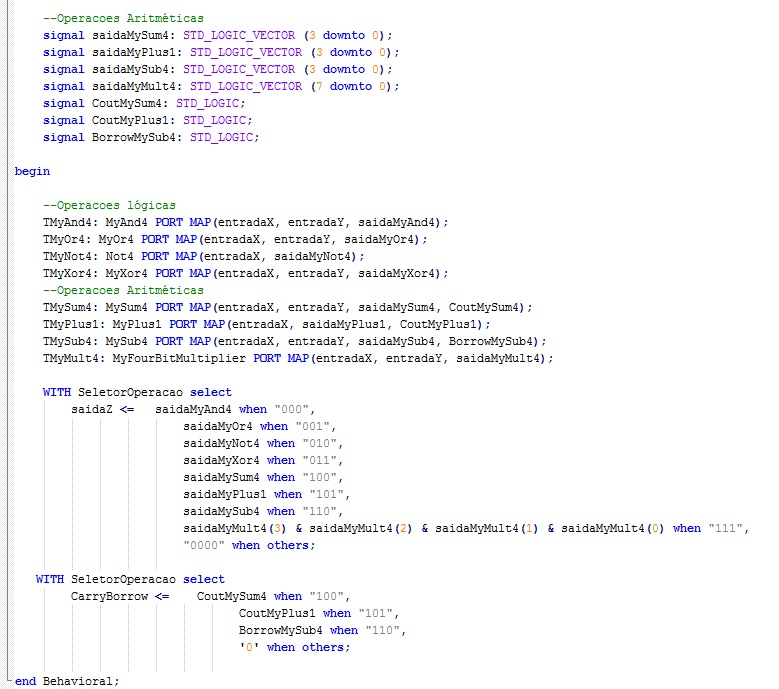 --Operacoes Aritméticas
signal saidaMySum4: STD_LOGIC_VECTOR (3 downto 0);
signal saidaMyPlus1: STD_LOGIC_VECTOR (3 downto 0);
signal saidaMySub4: STD_LOGIC_VECTOR (3 downto 0);
signal saidaMyMult4: STD_LOGIC_VECTOR (7 downto 0);
signal CoutMySum4: STD_LOGIC;
signal CoutMyPlus1: STD_LOGIC;
signal BorrowMySub4: STD_LOGIC;
begin
--Operacoes lógicas
TMyAnd4: MyAnd4 PORT MAP(entradaX, entradaY, saidaMyAnd4);
TMyOr4: MyOr4 PORT MAP(entradaX, entradaY, saidaMyOr4);
TMyNot4: Not4 PORT MAP(entradaX, saidaMyNot4);
TMyXor4: MyXor4 PORT MAP(entradaX, entradaY, saidaMyXor4);
--Operacoes Aritméticas
TMySum4: MySum4 PORT MAP(entradaX, entradaY, saidaMySum4, CoutMySum4);
TMyPlus1: MyPlus1 PORT MAP(entradaX, saidaMyPlus1, CoutMyPlus1);
TMySub4: MySub4 PORT MAP(entradaX, entradaY, saidaMySub4, BorrowMySub4);
TMyMult4: MyFourBitMultiplier PORT MAP(entradaX, entradaY, saidaMyMult4);
WITH SeletorOperacao select
saidaZ <= saidaMyAnd4 when "000",
saidaMyOr4 when "001",
saidaMyNot4 when "010",
saidaMyXor4 when "011",
saidaMySum4 when "100",
saidaMyPlus1 when "101",
saidaMySub4 when "110",
saidaMyMult4(3) & saidaMyMult4(2) & saidaMyMult4(1) & saidaMyMult4(0) when "111",
"0000" when others;
WITH SeletorOperacao select
CarryBorrow <= CoutMySum4 when "100",
CoutMyPlus1 when "101",
BorrowMySub4 when "110",
'0' when others;
end Behavioral;